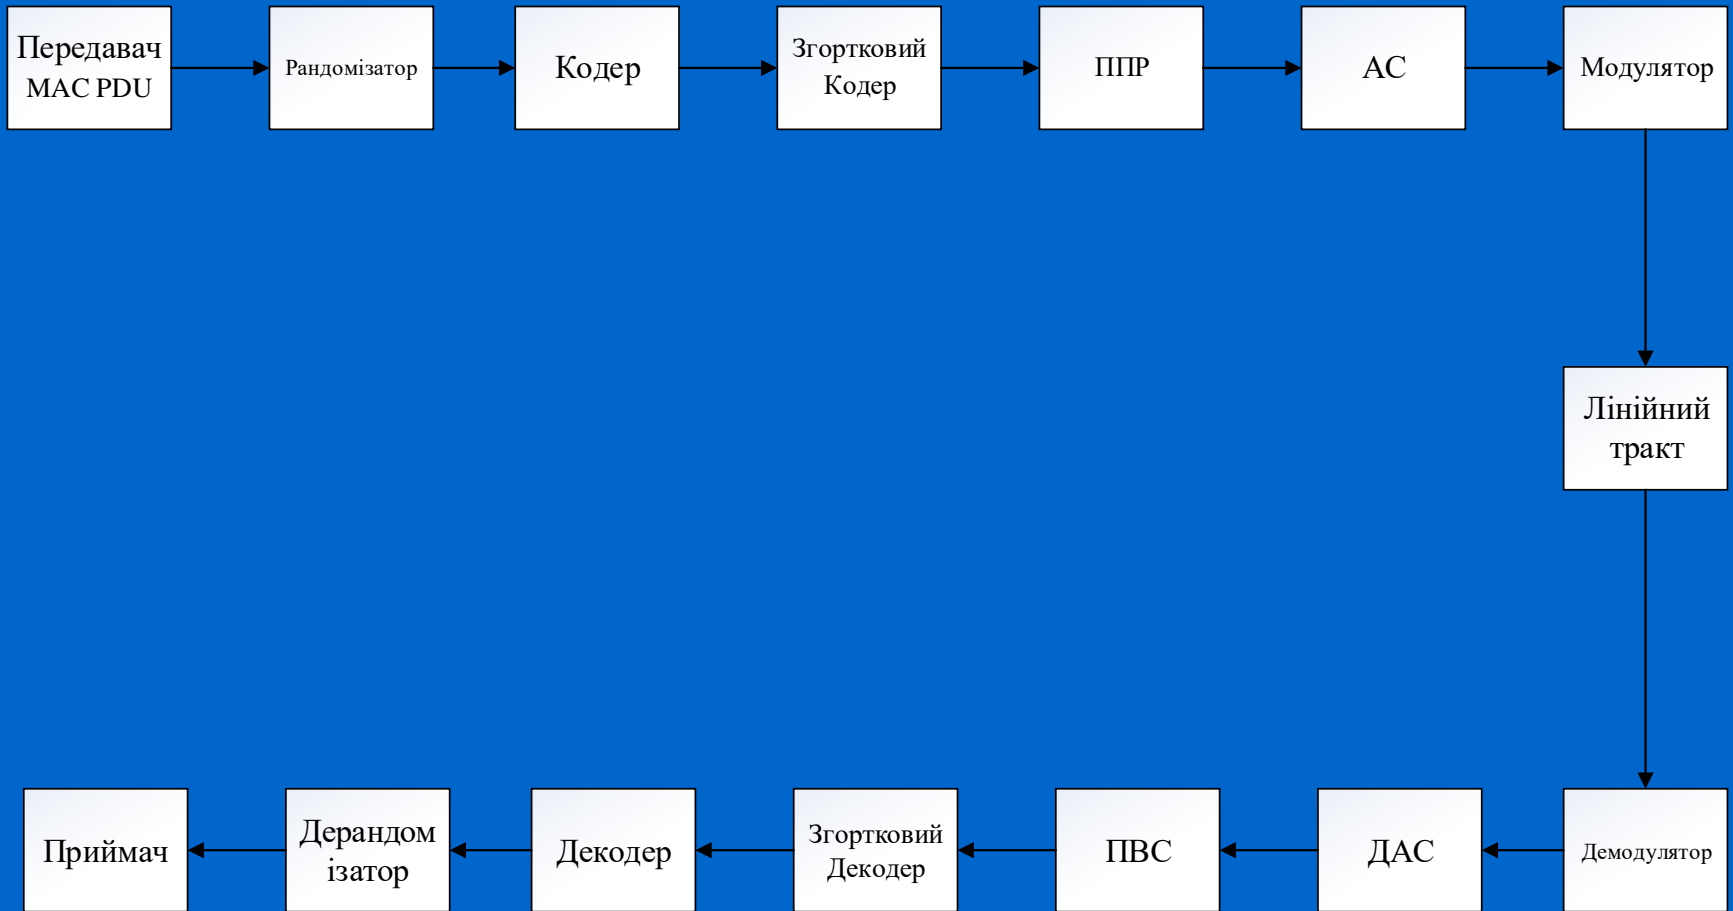 Передавач
MAC PDU
Рандомізатор
Кодер
Згортковий
Кодер
ППР
АС
Модулятор
Лінійний
тракт
Приймач
Дерандом
ізатор
Декодер
Згортковий
Декодер
ПВС
ДАС
Демодулятор